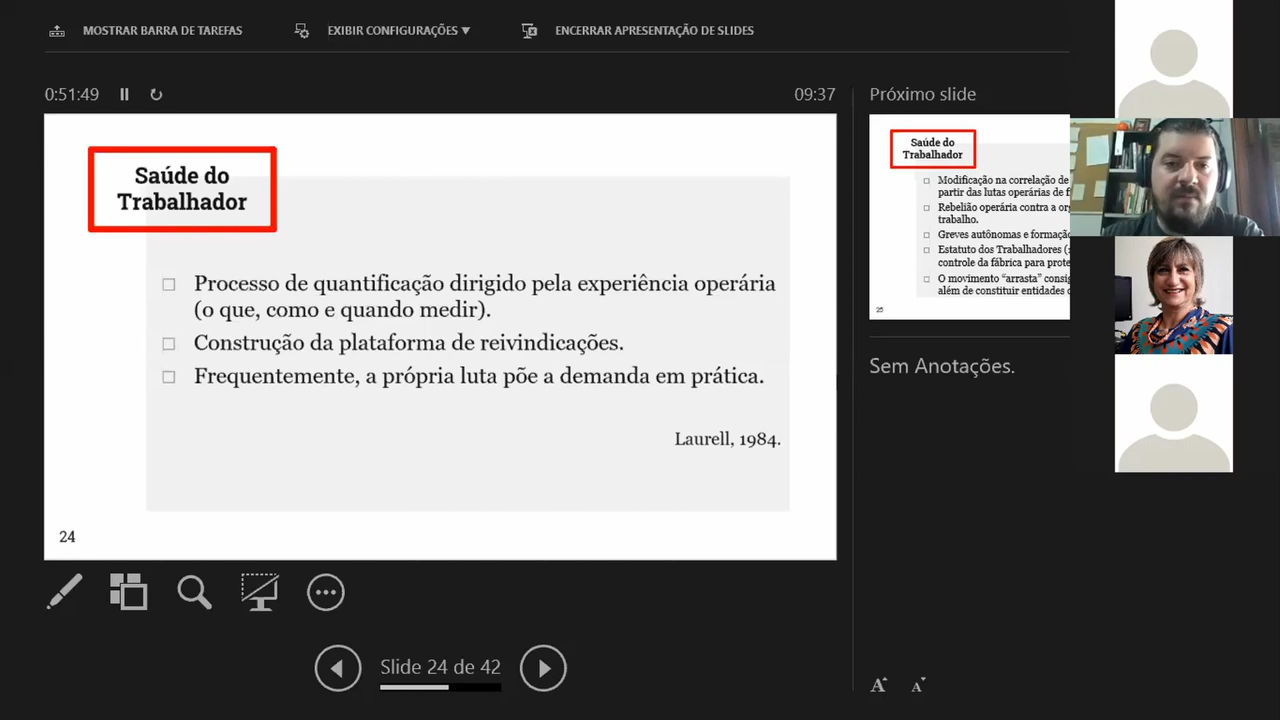 MOSTRAR BARRA DE TAREFAS
EXIBIR CONFIGURAÇÕES
ENCERRAR APRESENTAÇÃO DE SLIDES
0:51:49
09:37
Próximo slide
Saúde do
Trabalhador
Processo de quantificação dirigido pela experiência operária
(o que, como e quando medir).
Construção da plataforma de reivindicações.
Frequentemente, a própria luta põe a demanda em prática.
Laurell, 1984.
24
Saúde do
Trabalhador
Modificação na correlação de
partir das lutas operárias de
Rebelião operária contra a
trabalho.
Greves autônomas e formação
Estatuto dos Trabalhadores
controle da fábrica para
O movimento “arrasta”
além de constituir entidades
25
Sem Anotações.
Slide 24 de 42
A A